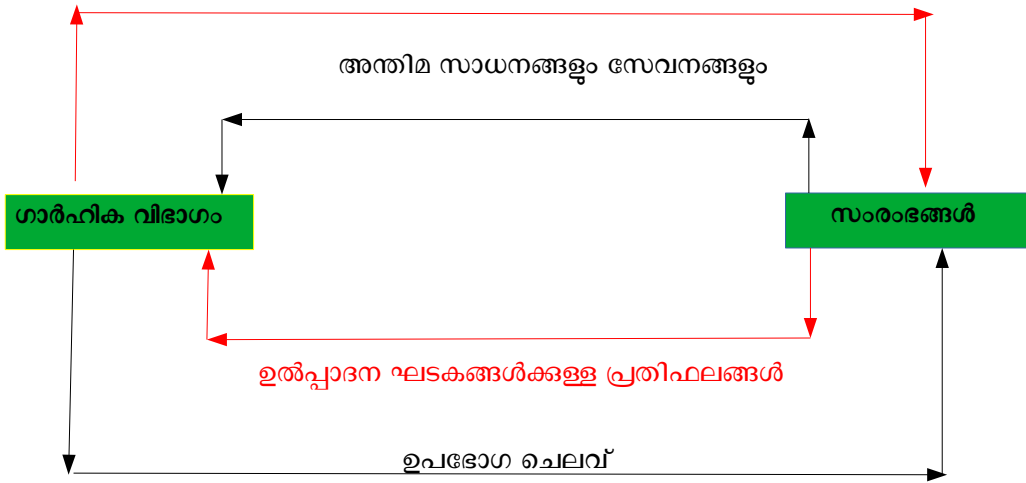 അന്തിമ സാധനങ്ങളും സേവനങ്ങളും
ഗാർഹിക വിഭാഗം
സംരംഭങ്ങൾ
ഉൽപ്പാദന ഘടകങ്ങൾക്കുള്ള പ്രതിഫലങ്ങൾ
ഉപഭോഗ ചെലവ്